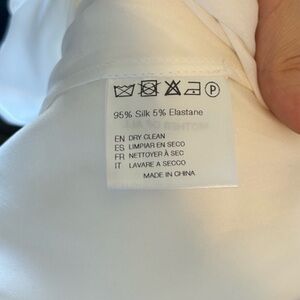 95% Silk 5% Elastane
EN DRY CLEAN
ES LIMPIAR EN SECO
FR NETTOYER À SEC
IT LAVARE A SECCO
MADE IN CHINA